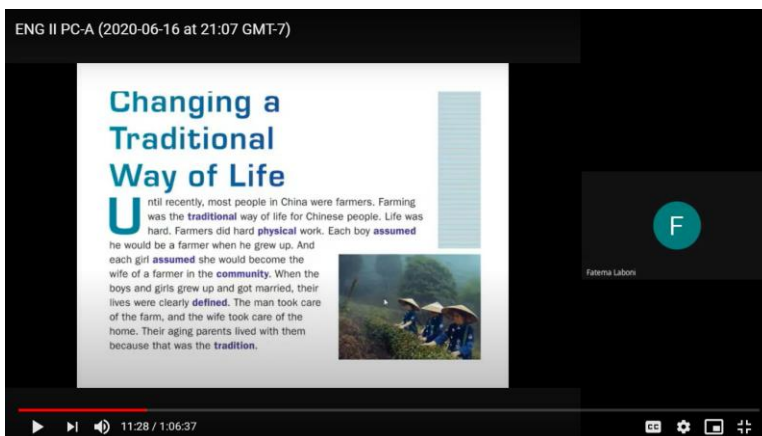 ENG II PC-A (2020-06-16 at 21:07 GMT-7)
Changing a
Traditional
Way of Life
Until recently, most people in China were farmers. Farming
was the traditional way of life for Chinese people. Life was
hard. Farmers did hard physical work. Each boy assumed
he would be a farmer when he grew up. And
each girl assumed she would become the
wife of a farmer in the community. When the
boys and girls grew up and got married, their
lives were clearly defined. The man took care
of the farm, and the wife took care of the
home. Their aging parents lived with them
because that was the tradition.
F
Fatema Laboni
11:28 / 1:06:37
CC